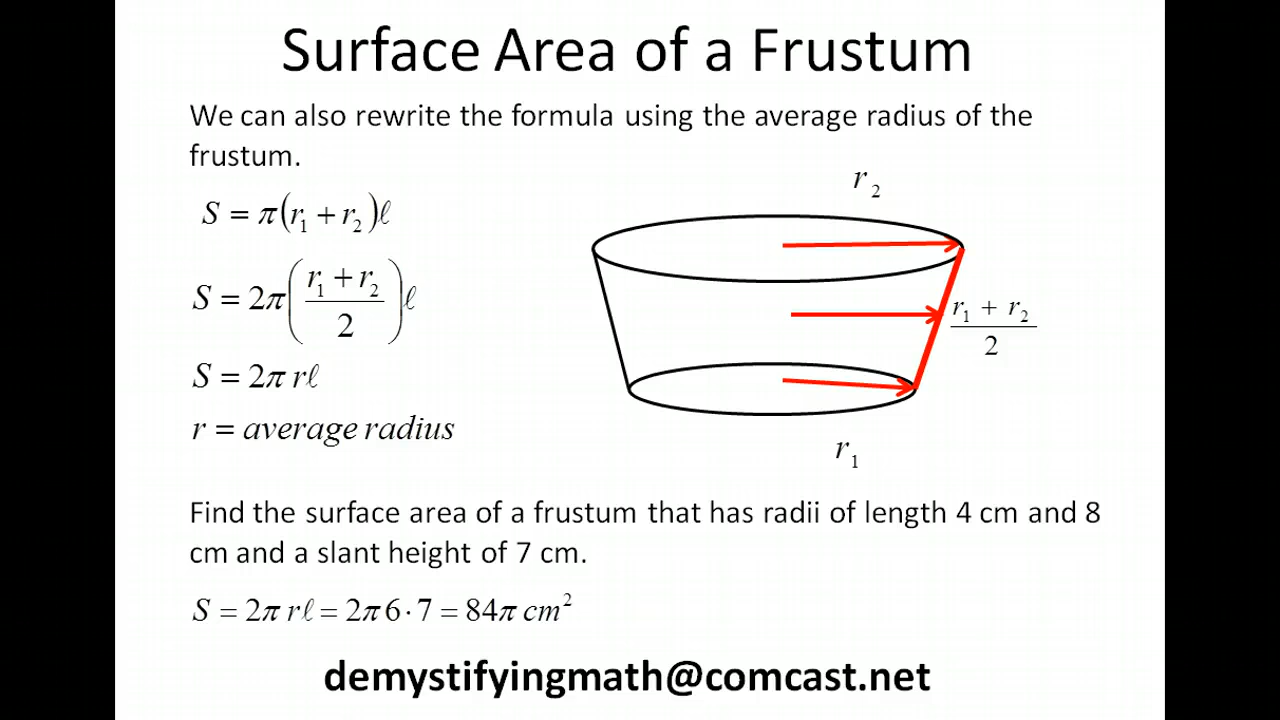 Surface Area of a Frustum
We can also rewrite the formula using the average radius of the
frustum.
r₂
S = π(r₁ + r₂)ℓ
S = 2π((r₁ + r₂)/2)ℓ
(r₁ + r₂)/2
S = 2π rℓ
r = average radius
r₁
Find the surface area of a frustum that has radii of length 4 cm and 8
cm and a slant height of 7 cm.
S = 2π rℓ = 2π6·7 = 84π cm²
demystifyingmath@comcast.net